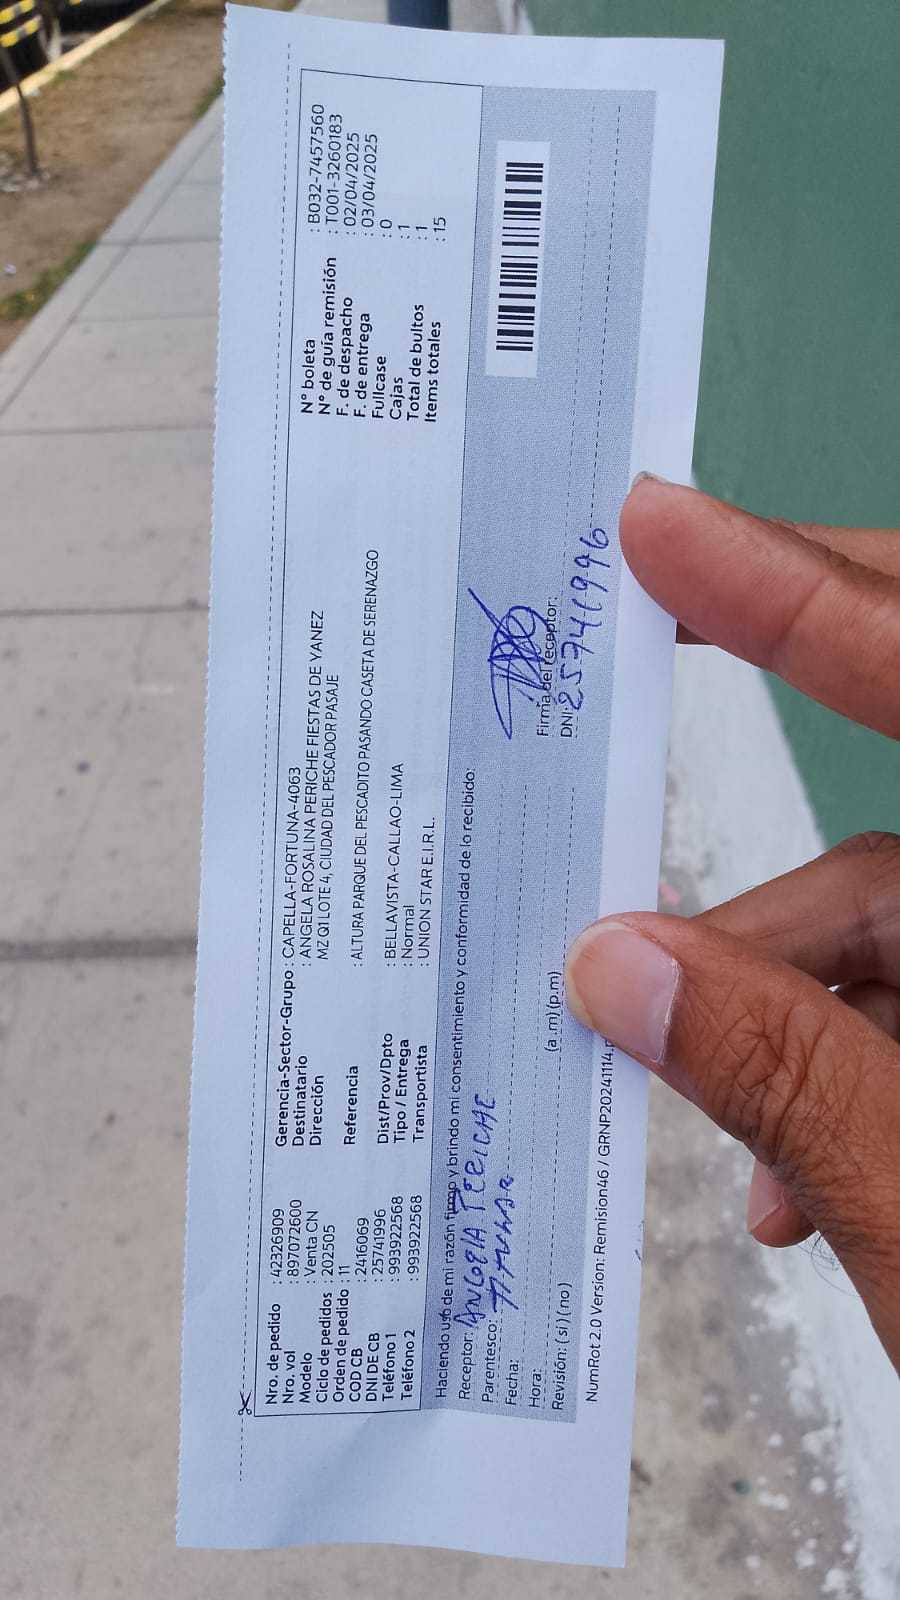 Nro. de pedido : 42326909
Nro. vol : 897072600
Modelo : Venta CN
Ciclo de pedidos : 202505
Orden de pedido : 11
COD CB : 2416069
DNI DE CB : 25741996
Teléfono 1 : 993922568
Teléfono 2 : 993922568
Gerencia-Sector-Grupo : CAPELLA-FORTUNA-4063
Destinatario : ANGELA ROSALINA PERICHE FIESTAS DE YANEZ
Dirección MZ Q1 LOTE 4, CIUDAD DEL PESCADOR PASAJE
Referencia : ALTURA PARQUE DEL PESCADITO PASANDO CASETA DE SERENAZGO
Dist/Prov/Dpto : BELLAVISTA-CALLAO-LIMA
Tipo / Entrega : Normal
Transportista : UNION STAR E.I.R.L.
N° boleta : B032-7457560
N° de guía remisión : T001-3260183
F. de despacho : 02/04/2025
F. de entrega : 03/04/2025
Fullcase : 0
Cajas : 1
Total de bultos : 1
Items totales : 15
Haciendo uso de mi razón firmo y brindo mi consentimiento y conformidad de lo recibido:
Receptor: ANGELA PERICHE
Parentesco: TITULAR
Fecha:
Hora: (a .m) (p.m)
Revisión: ( si ) ( no )
Firma del receptor:
DNI: 25741996
NumRot 2.0 Version: Remision46 / GRNP20241114.